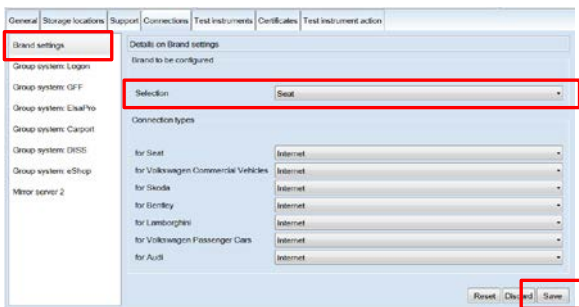 General Storage locations Support Connections Test instruments Certificates Test instrument action
Brand settings
Group system: Logon
Group system: GFF
Group system: ElsaPro
Group system: Carport
Group system: DISS
Group system: eShop
Mirror server 2
Details on Brand settings
Brand to be configured
Selection Seat
Connection types
for Seat Internet
for Volkswagen Commercial Vehicles Internet
for Skoda Internet
for Bentley Internet
for Lamborghini Internet
for Volkswagen Passenger Cars Internet
for Audi Internet
Reset Discard Save